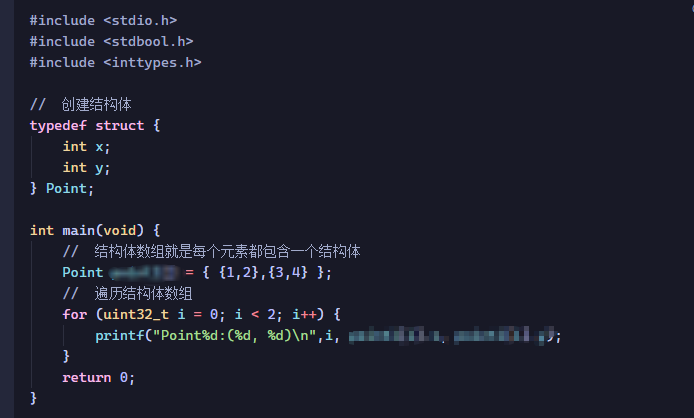 #include <stdio.h>
#include <stdbool.h>
#include <inttypes.h>
// 创建结构体
typedef struct {
int x;
int y;
} Point;
int main(void) {
// 结构体数组就是每个元素都包含一个结构体
Point = { {1,2},{3,4} };
// 遍历结构体数组
for (uint32_t i = 0; i < 2; i++) {
printf("Point%d:(%d, %d)\n",i, , );
}
return 0;
}